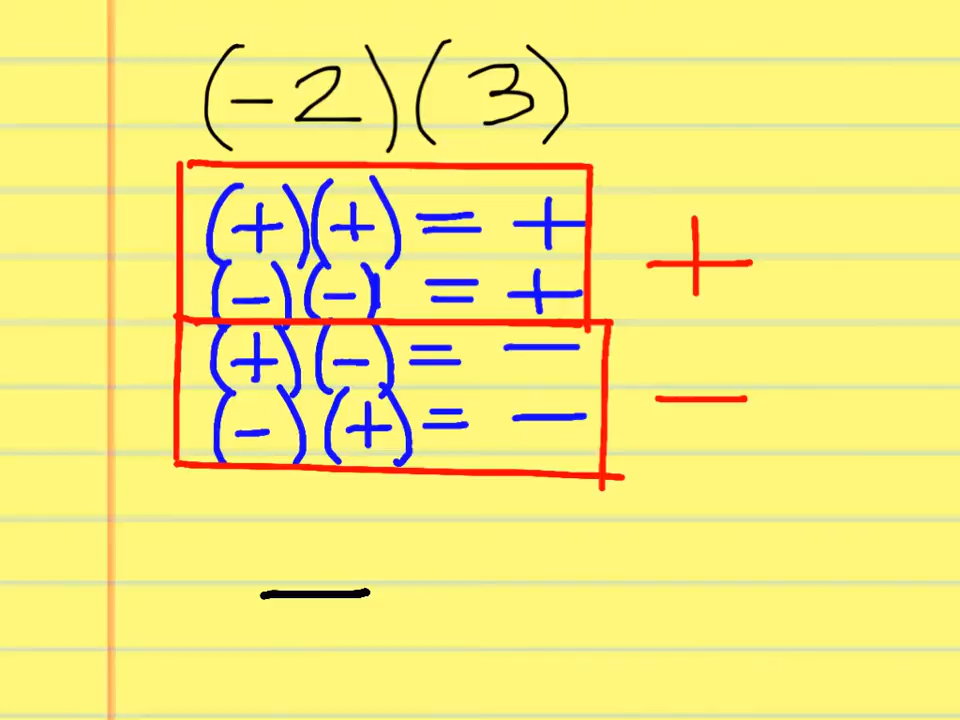 (-2)(3)
(+)(+) = +
(-)(-) = +
+
(+)(-) = -
(-)(+) = -
-
-